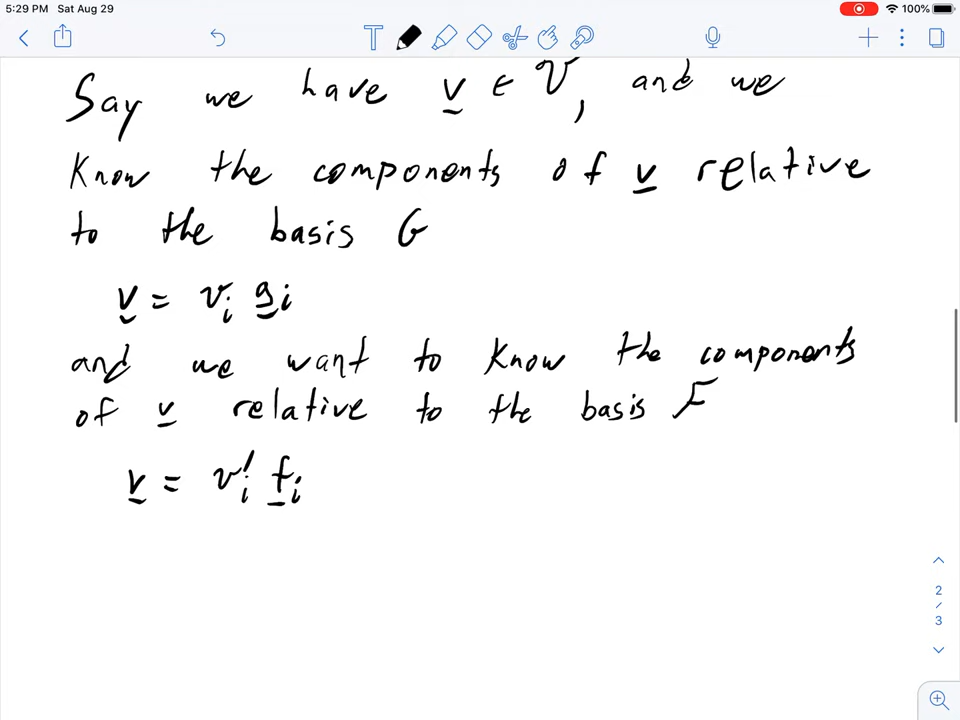 5:29 PM Sat Aug 29 100%
T
Say we have v ∈ V, and we
Know the components of v relative
to the basis G
v = vᵢ gᵢ
and we want to know the components
of v relative to the basis F
v = v'ᵢ fᵢ
2
/
3